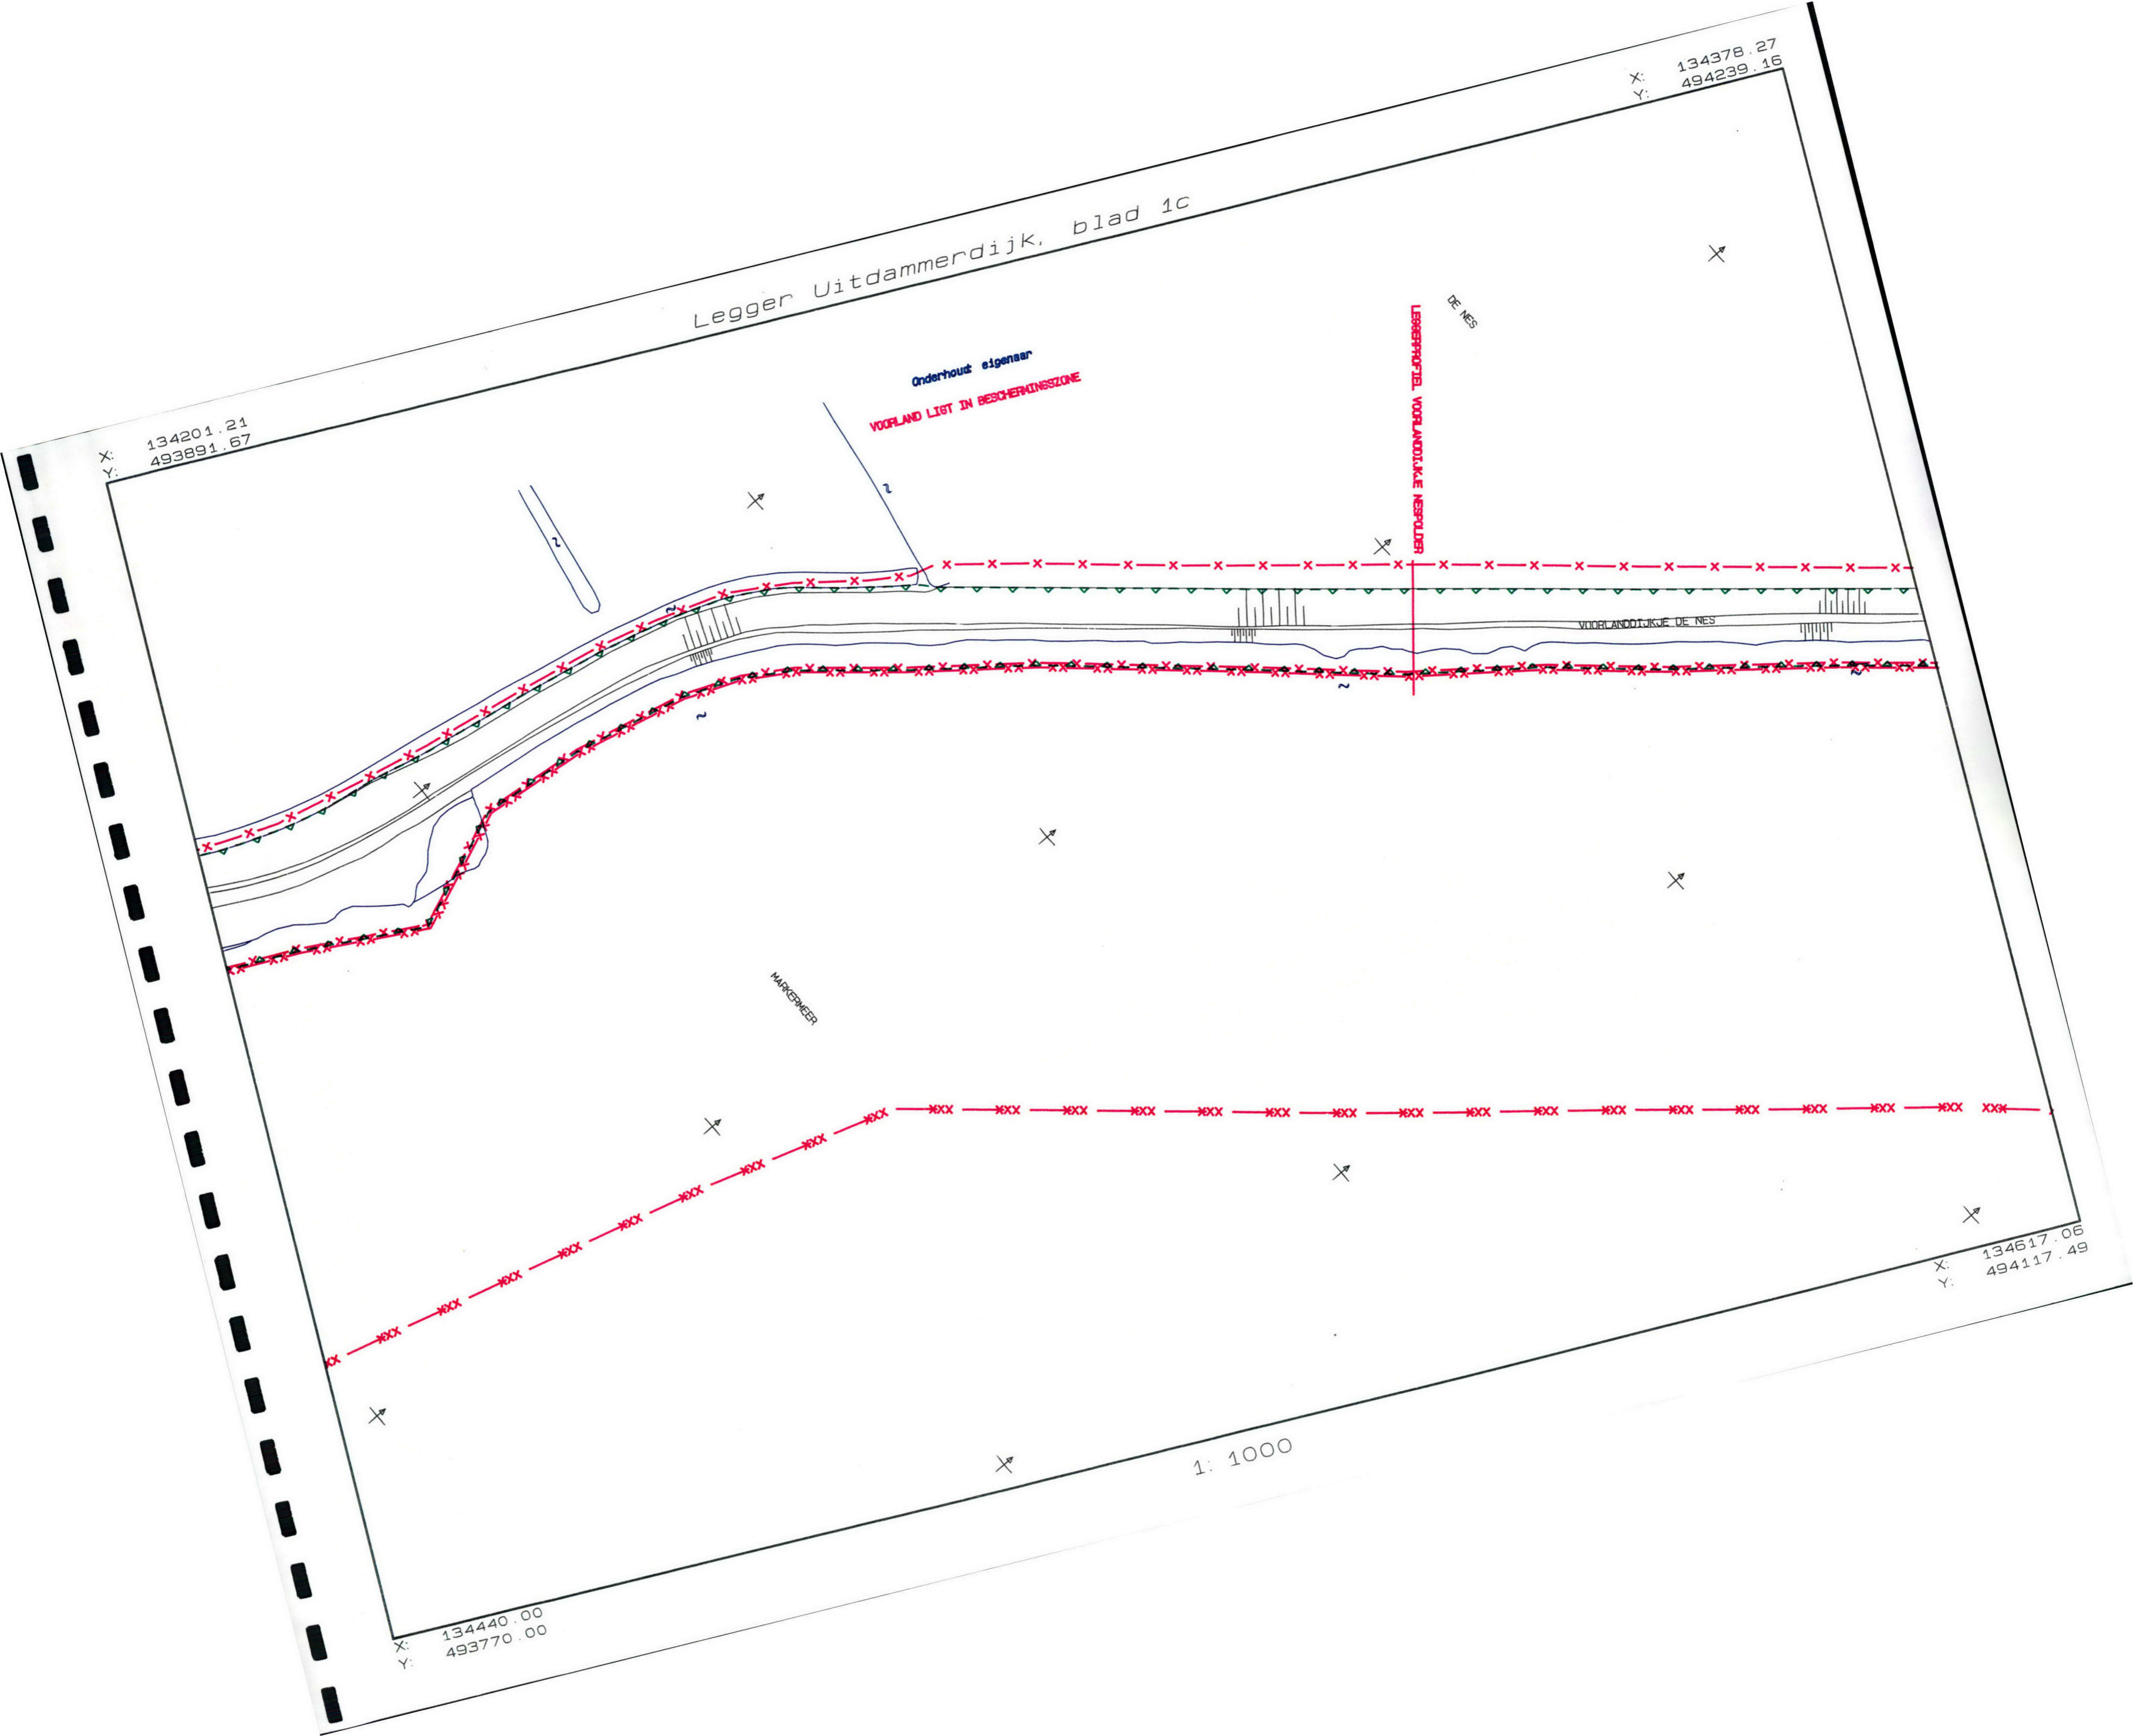 X: 134378.27
Y: 494239.16
Legger Uitdammerdijk, blad 1c
X: 134201.21
Y: 493891.67
Onderhoud: eigenaar
VOORLAND LIGT IN BESCHERMINGSZONE
LEGGERPROFIEL VOORLANDDIJKJE NESPOLDER
DE NES
VOORLANDDIJKJE DE NES
MARKERMEER
X: 134617.06
Y: 494117.49
1: 1000
X: 134440.00
Y: 493770.00